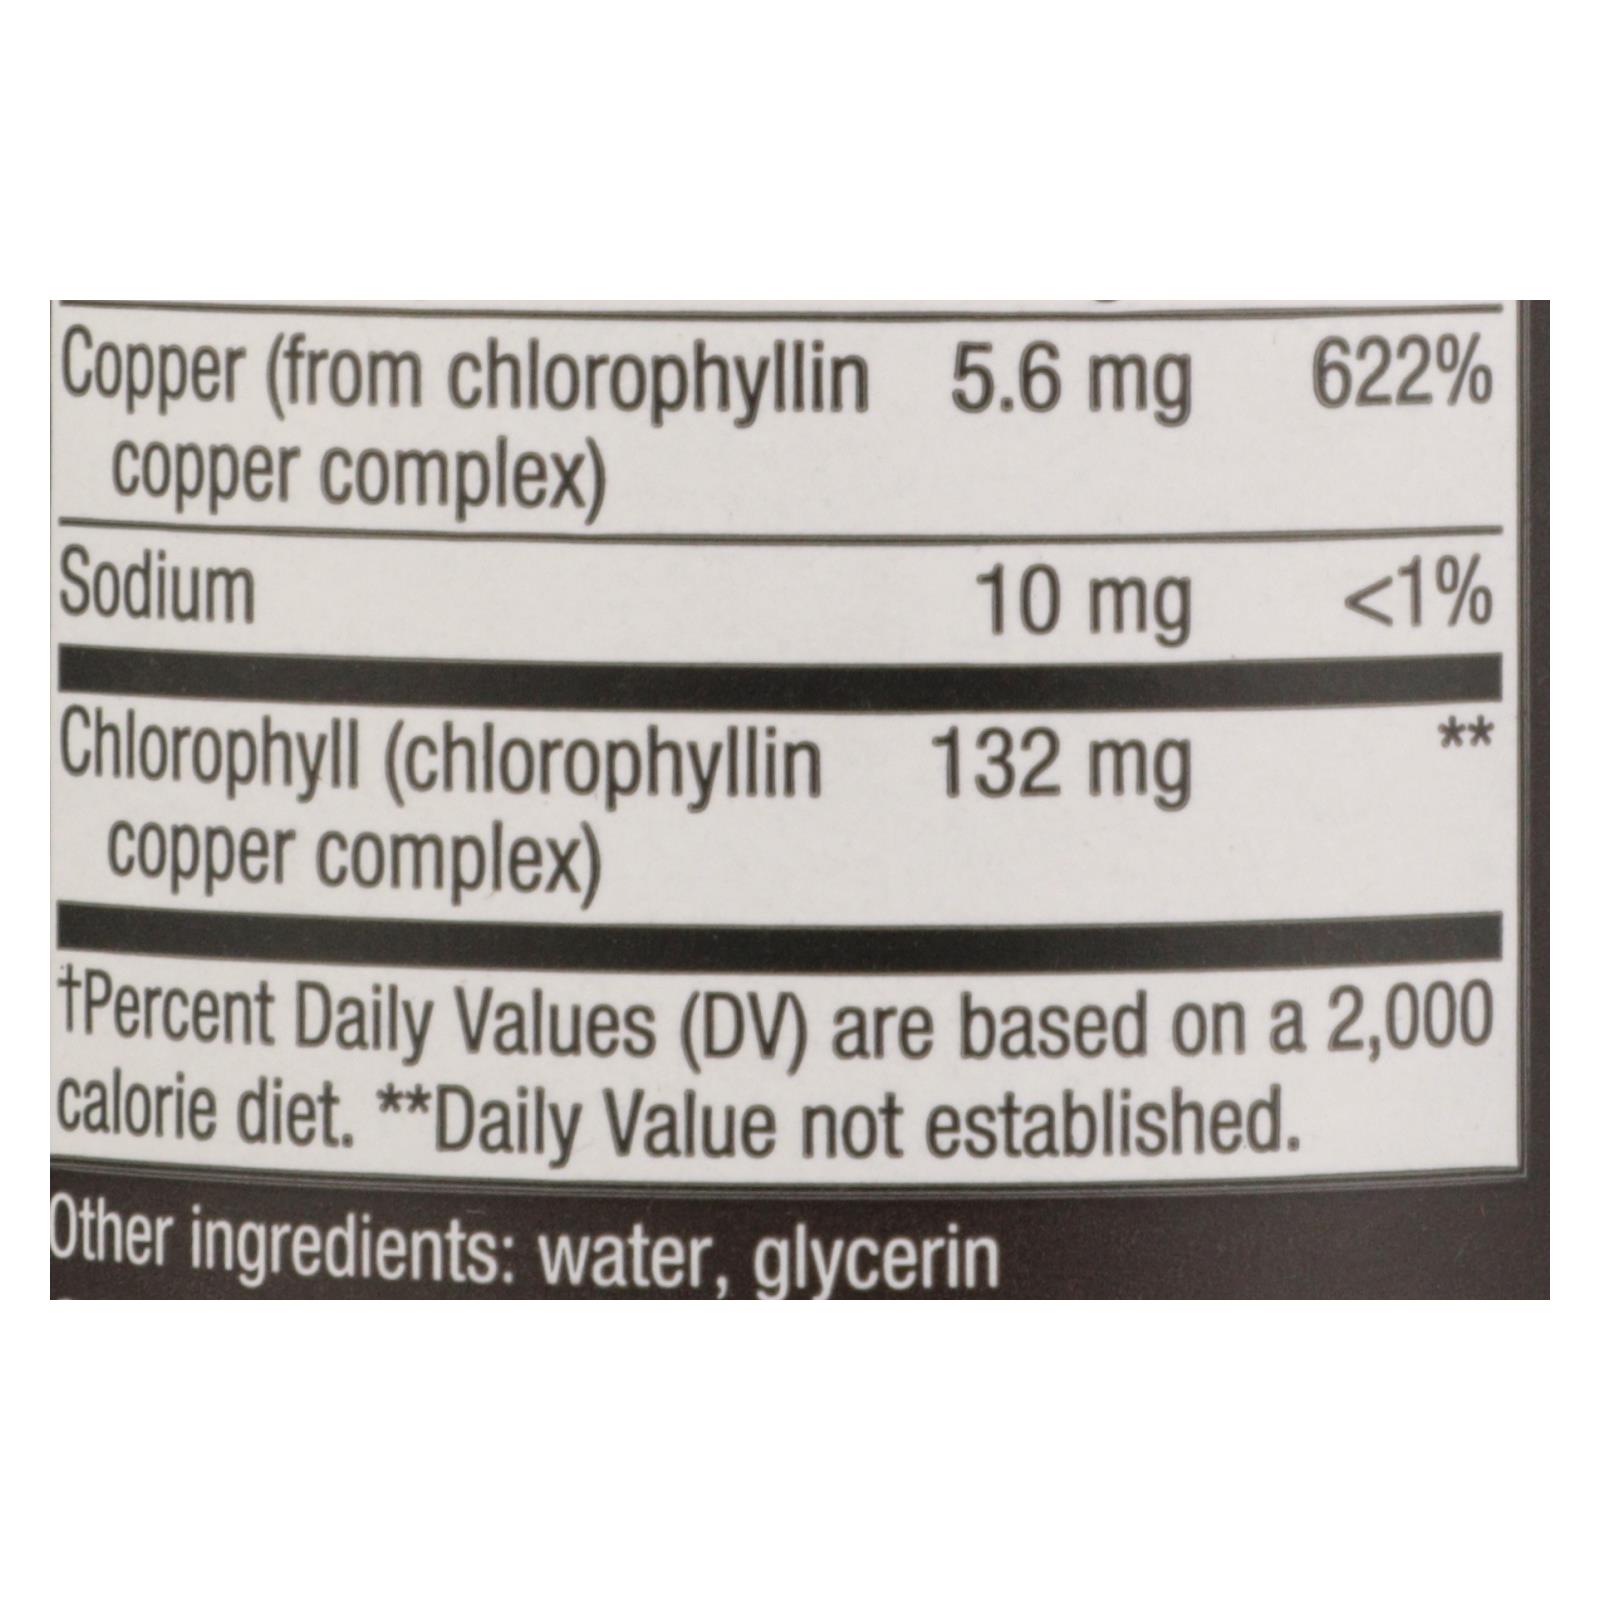 Copper (from chlorophyllin 5.6 mg 622%
copper complex)
Sodium 10 mg <1%
Chlorophyll (chlorophyllin 132 mg **
copper complex)
†Percent Daily Values (DV) are based on a 2,000
calorie diet. **Daily Value not established.
Other ingredients: water, glycerin